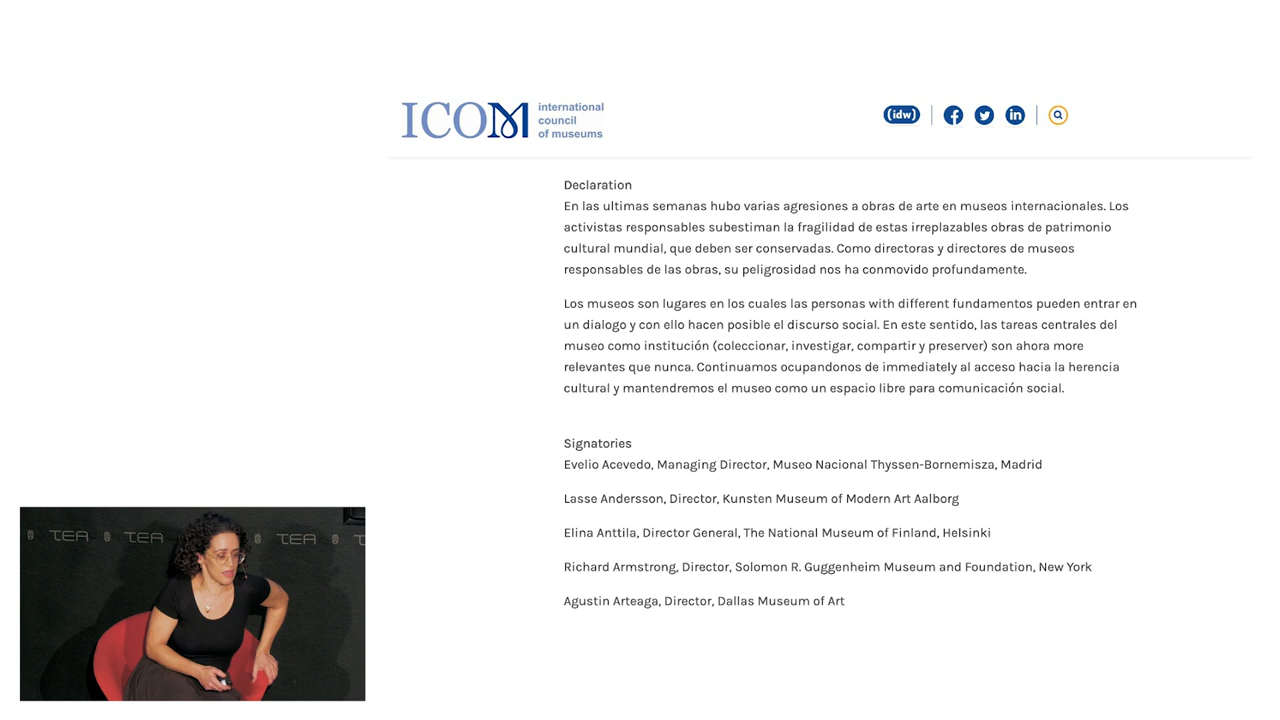 ICOM international
council
of museums
(idw)
Declaration
En las ultimas semanas hubo varias agresiones a obras de arte en museos internacionales. Los
activistas responsables subestiman la fragilidad de estas irreplazables obras de patrimonio
cultural mundial, que deben ser conservadas. Como directoras y directores de museos
responsables de las obras, su peligrosidad nos ha conmovido profundamente.
Los museos son lugares en los cuales las personas with different fundamentos pueden entrar en
un dialogo y con ello hacen posible el discurso social. En este sentido, las tareas centrales del
museo como institución (coleccionar, investigar, compartir y preserver) son ahora more
relevantes que nunca. Continuamos ocupandonos de immediately al acceso hacia la herencia
cultural y mantendremos el museo como un espacio libre para comunicación social.
Signatories
Evelio Acevedo, Managing Director, Museo Nacional Thyssen-Bornemisza, Madrid
Lasse Andersson, Director, Kunsten Museum of Modern Art Aalborg
Elina Anttila, Director General, The National Museum of Finland, Helsinki
Richard Armstrong, Director, Solomon R. Guggenheim Museum and Foundation, New York
Agustin Arteaga, Director, Dallas Museum of Art
TEA TEA TEA